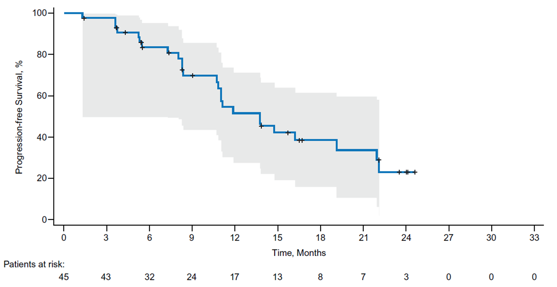 Progression-free Survival, %
100
80
60
40
20
0
0 3 6 9 12 15 18 21 24 27 30 33
Time, Months
Patients at risk:
45 43 32 24 17 13 8 7 3 0 0 0